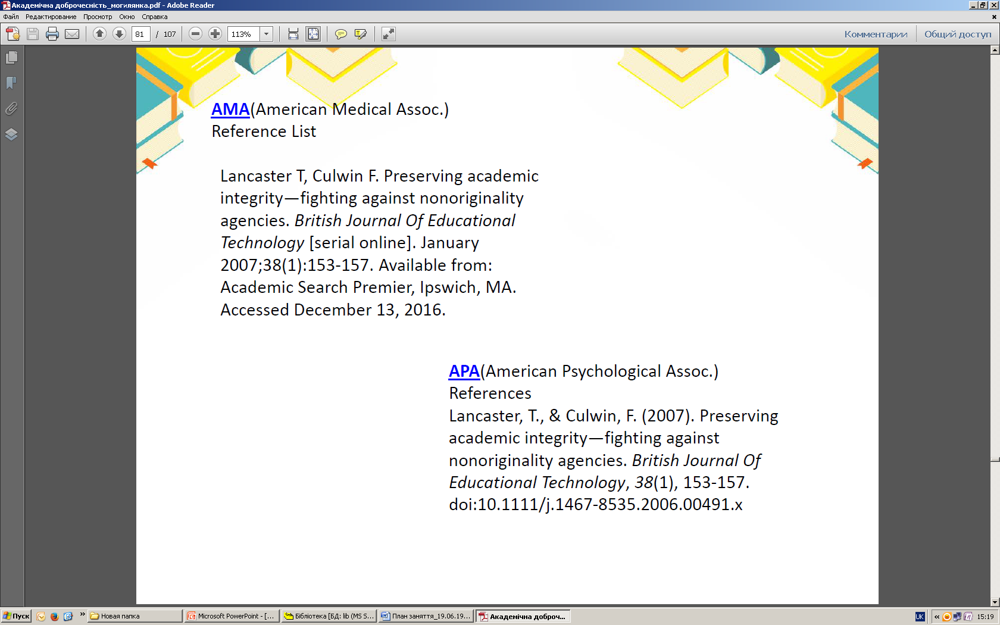 Академічна доброчесність_могилянка.pdf - Adobe Reader
Файл Редактирование Просмотр Окно Справка
81 / 107 113% Комментарии Общий доступ
AMA(American Medical Assoc.)
Reference List
Lancaster T, Culwin F. Preserving academic
integrity—fighting against nonoriginality
agencies. British Journal Of Educational
Technology [serial online]. January
2007;38(1):153-157. Available from:
Academic Search Premier, Ipswich, MA.
Accessed December 13, 2016.
APA(American Psychological Assoc.)
References
Lancaster, T., & Culwin, F. (2007). Preserving
academic integrity—fighting against
nonoriginality agencies. British Journal Of
Educational Technology, 38(1), 153-157.
doi:10.1111/j.1467-8535.2006.00491.x
Пуск » Новая папка Microsoft PowerPoint - [... Бібліотека [БД: lib (MS S... План заняття_19.06.19... Академічна доброч... UK « 15:19